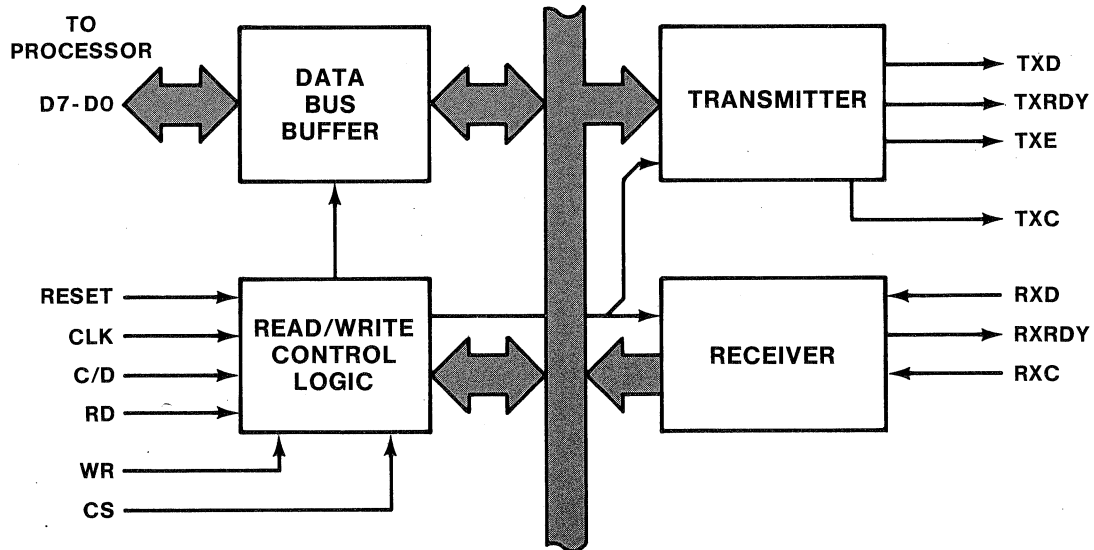 TO
PROCESSOR
D7-D0
DATA
BUS
BUFFER
TRANSMITTER
TXD
TXRDY
TXE
TXC
RESET
CLK
C/D
RD
WR
CS
READ/WRITE
CONTROL
LOGIC
RECEIVER
RXD
RXRDY
RXC